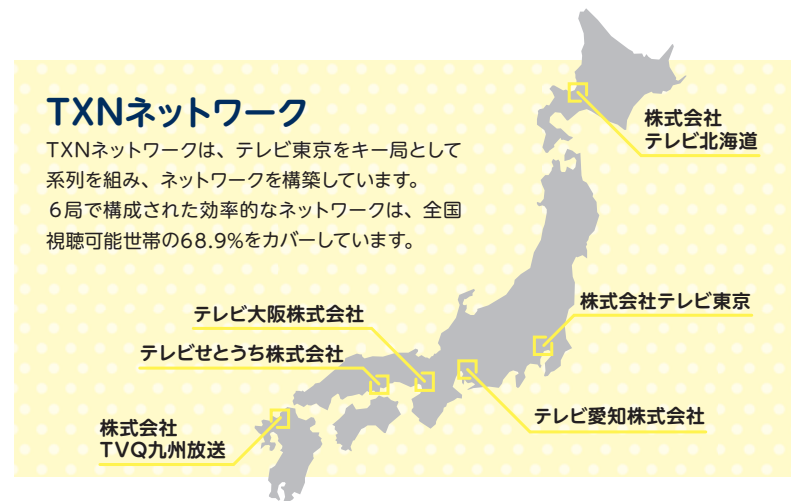 TXNネットワーク
TXNネットワークは、テレビ東京をキー局として
系列を組み、ネットワークを構築しています。
6局で構成された効率的なネットワークは、全国
視聴可能世帯の68.9%をカバーしています。
株式会社
テレビ北海道
株式会社テレビ東京
テレビ大阪株式会社
テレビせとうち株式会社
テレビ愛知株式会社
株式会社
TVQ九州放送